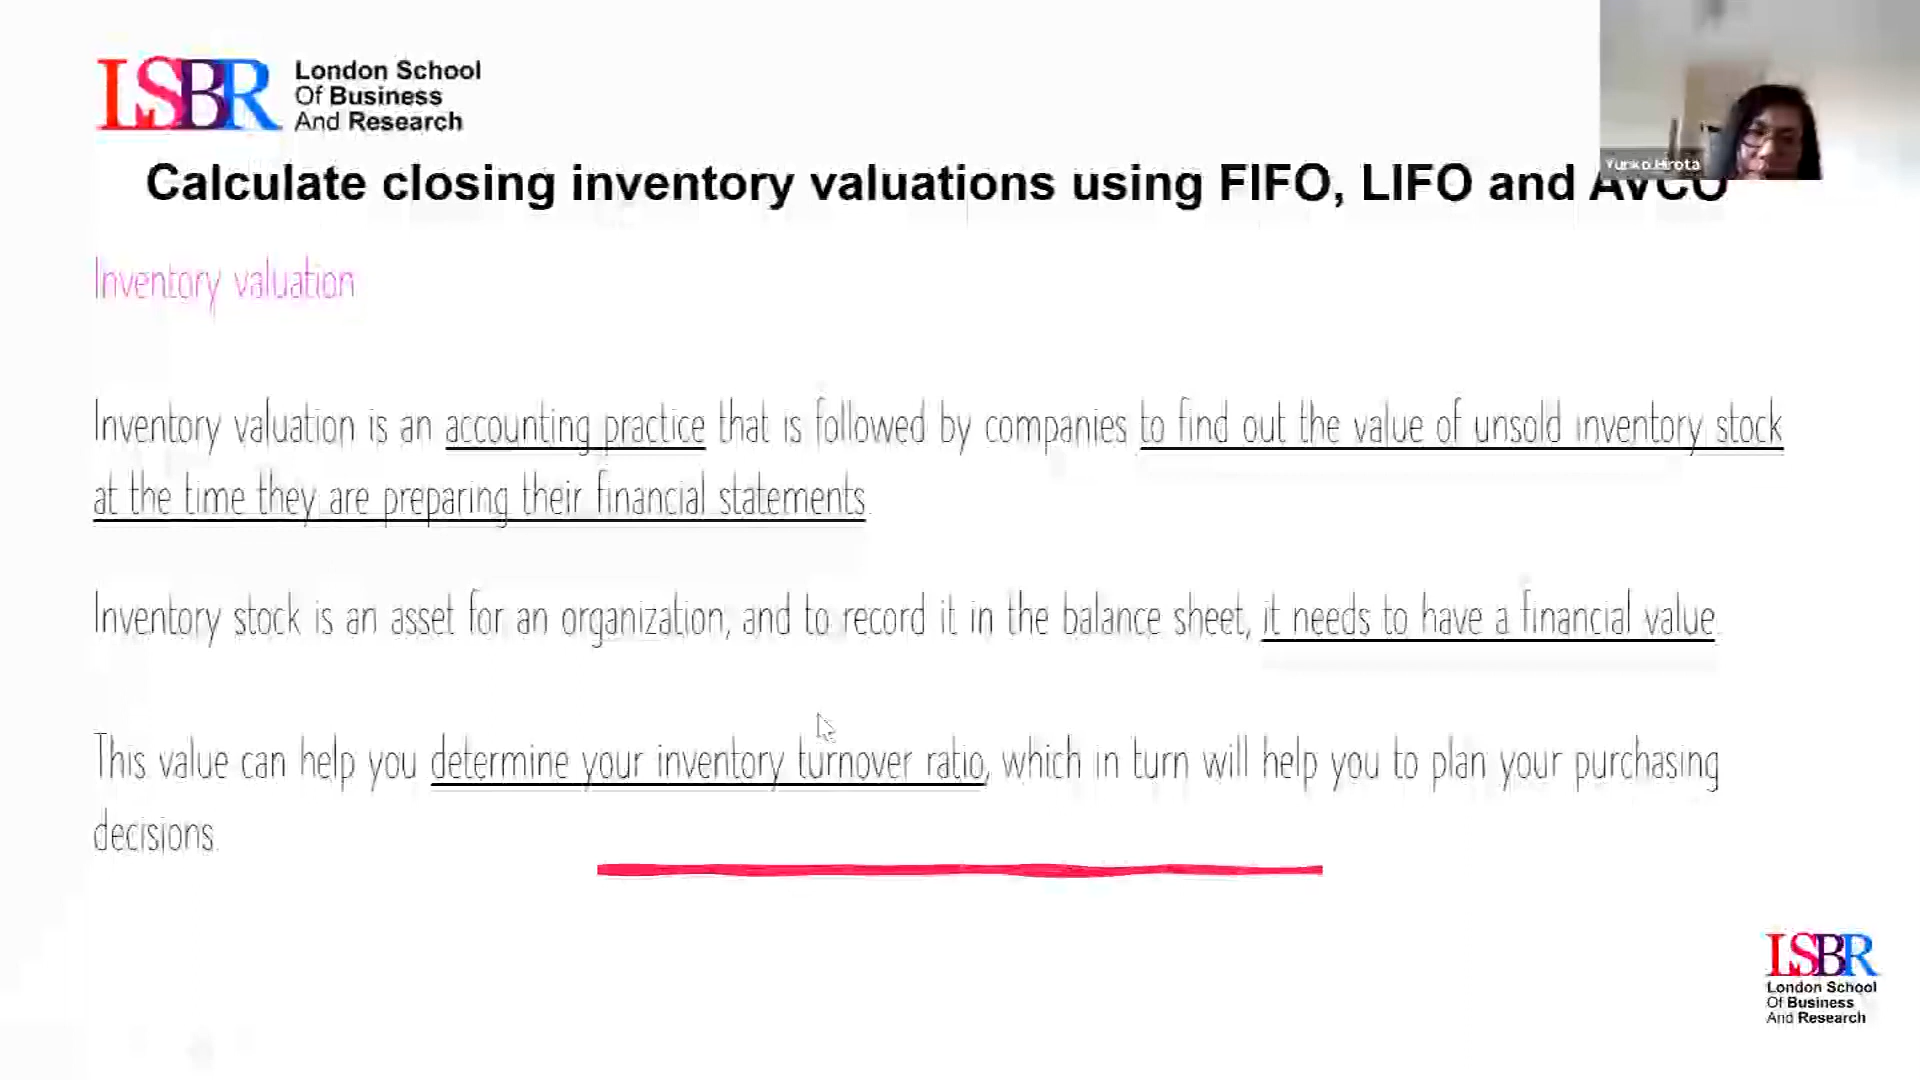 LSBR London School
Of Business
And Research
Yunko Hirota
Calculate closing inventory valuations using FIFO, LIFO and AVCO
Inventory valuation
Inventory valuation is an accounting practice that is followed by companies to find out the value of unsold inventory stock
at the time they are preparing their financial statements.
Inventory stock is an asset for an organization, and to record it in the balance sheet, it needs to have a financial value.
This value can help you determine your inventory turnover ratio, which in turn will help you to plan your purchasing
decisions.
LSBR
London School
Of Business
And Research